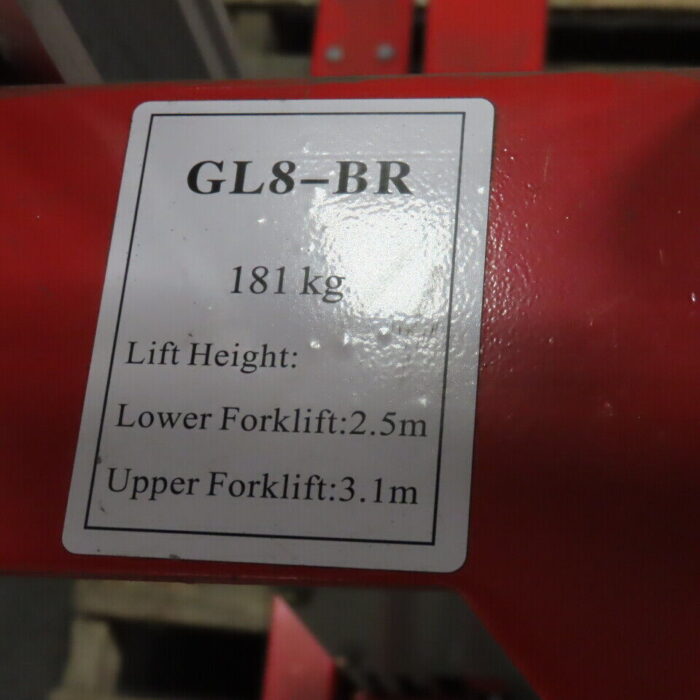 GL8-BR
181 kg
Lift Height:
Lower Forklift:2.5m
Upper Forklift:3.1m